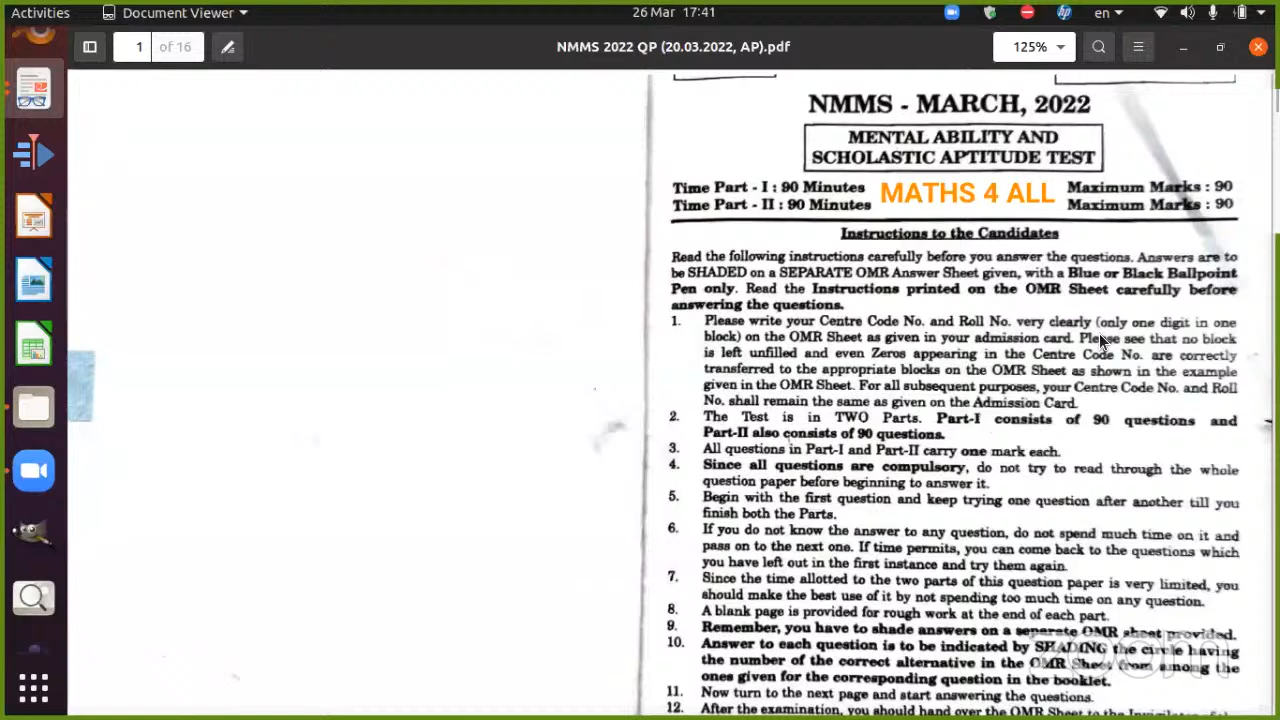 Activities Document Viewer 26 Mar 17:41 en
1 of 16 NMMS 2022 QP (20.03.2022, AP).pdf 125%
NMMS - MARCH, 2022
MENTAL ABILITY AND
SCHOLASTIC APTITUDE TEST
Time Part - I : 90 Minutes MATHS 4 ALL Maximum Marks : 90
Time Part - II : 90 Minutes Maximum Marks : 90
Instructions to the Candidates
Read the following instructions carefully before you answer the questions. Answers are to
be SHADED on a SEPARATE OMR Answer Sheet given, with a Blue or Black Ballpoint
Pen only. Read the Instructions printed on the OMR Sheet carefully before
answering the questions.
1. Please write your Centre Code No. and Roll No. very clearly (only one digit in one
block) on the OMR Sheet as given in your admission card. Please see that no block
is left unfilled and even Zeros appearing in the Centre Code No. are correctly
transferred to the appropriate blocks on the OMR Sheet as shown in the example
given in the OMR Sheet. For all subsequent purposes, your Centre Code No. and Roll
No. shall remain the same as given on the Admission Card.
2. The Test is in TWO Parts. Part-I consists of 90 questions and
Part-II also consists of 90 questions.
3. All questions in Part-I and Part-II carry one mark each.
4. Since all questions are compulsory, do not try to read through the whole
question paper before beginning to answer it.
5. Begin with the first question and keep trying one question after another till you
finish both the Parts.
6. If you do not know the answer to any question, do not spend much time on it and
pass on to the next one. If time permits, you can come back to the questions which
you have left out in the first instance and try them again.
7. Since the time allotted to the two parts of this question paper is very limited, you
should make the best use of it by not spending too much time on any question.
8. A blank page is provided for rough work at the end of each part.
9. Remember, you have to shade answers on a separate OMR sheet provided.
10. Answer to each question is to be indicated by SHADING the circle having
the number of the correct alternative in the OMR Sheet from among the
ones given for the corresponding question in the booklet.
zoom
11. Now turn to the next page and start answering the questions.
12. After the examination, you should hand over the OMR Sheet to the